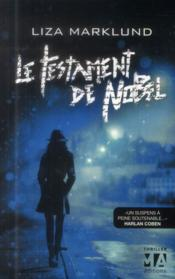 LIZA MARKLUND
LE TESTAMENT
DE NOBEL
«UN SUSPENS À
PEINE SOUTENABLE...»
HARLAN COBEN
THRILLER
MA
éditions